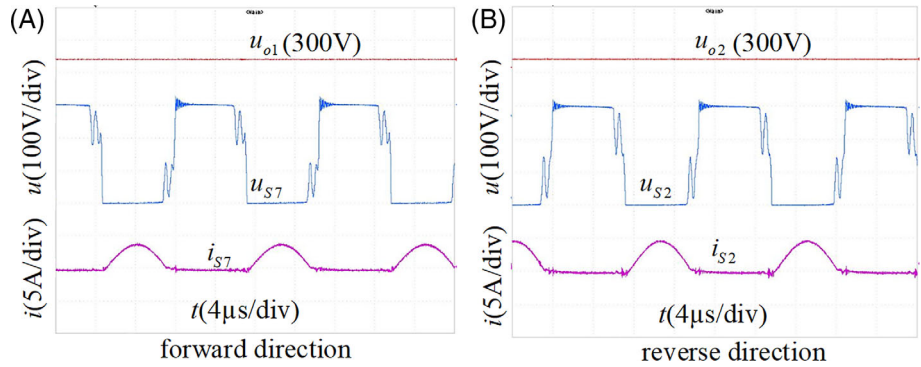 (A)
u_{o1}(300V)
u(100V/div)
u_{S7}
i_{S7}
i(5A/div)
t(4μs/div)
forward direction
(B)
u_{o2}(300V)
u(100V/div)
u_{S2}
i_{S2}
i(5A/div)
t(4μs/div)
reverse direction